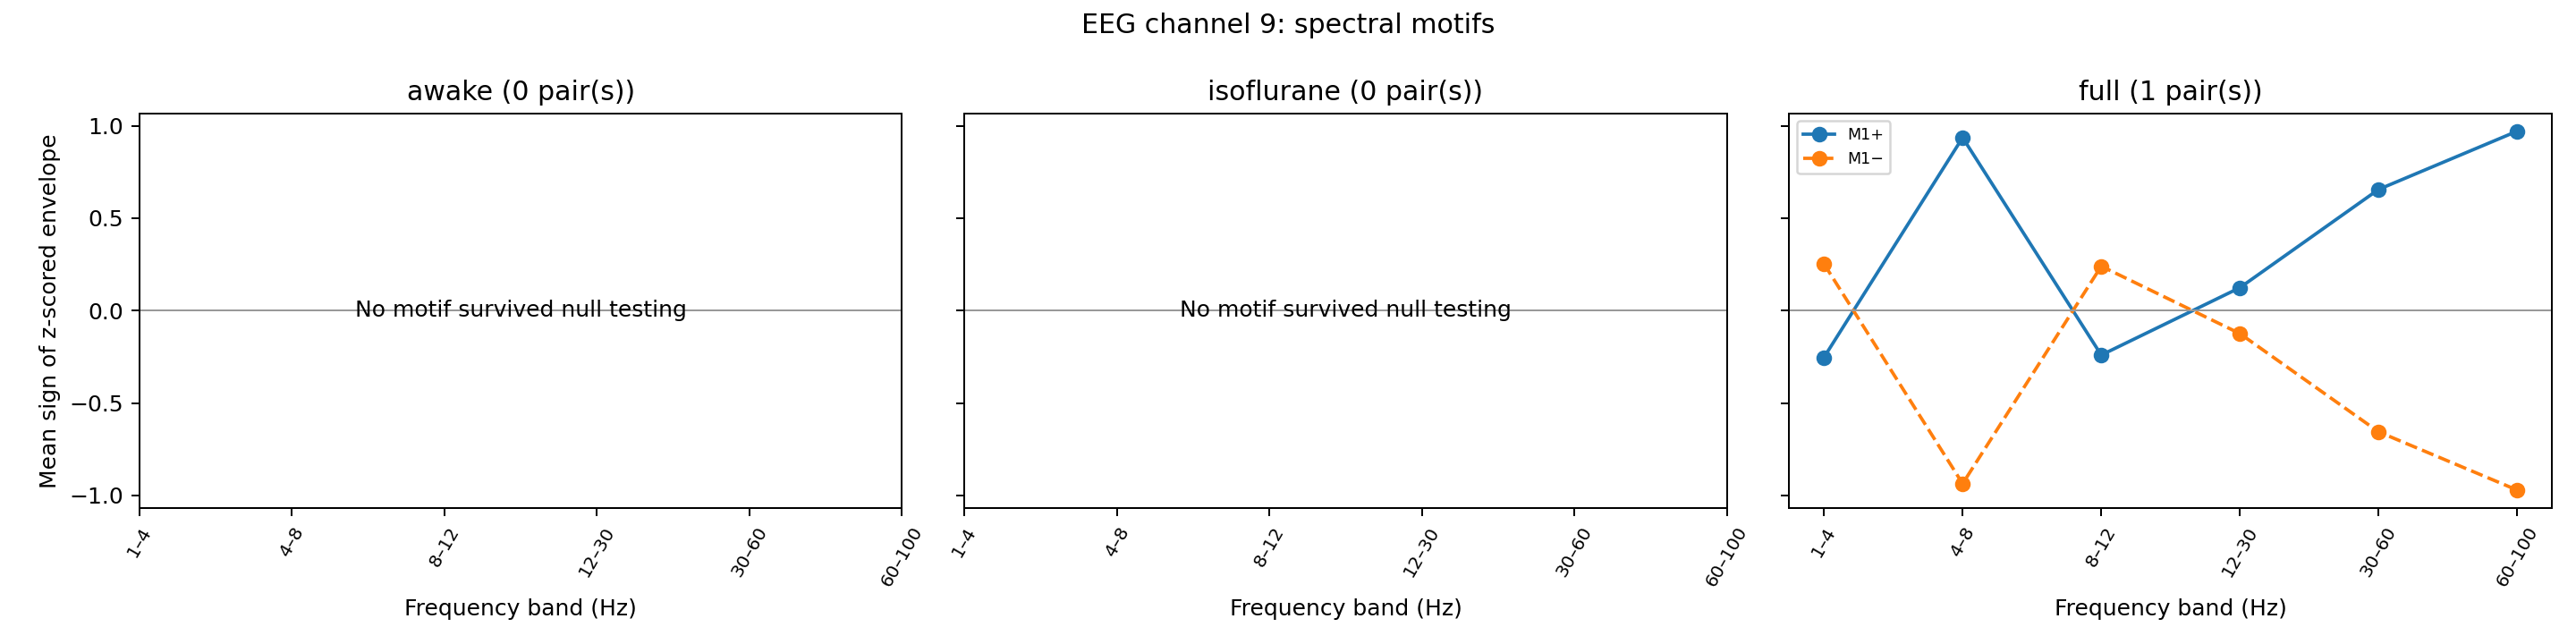 EEG channel 9: spectral motifs
awake (0 pair(s))
Mean sign of z-scored envelope
1.0
0.5
0.0
−0.5
−1.0
No motif survived null testing
1–4
4–8
8–12
12–30
30–60
60–100
Frequency band (Hz)
isoflurane (0 pair(s))
No motif survived null testing
1–4
4–8
8–12
12–30
30–60
60–100
Frequency band (Hz)
full (1 pair(s))
M1+
M1−
1–4
4–8
8–12
12–30
30–60
60–100
Frequency band (Hz)